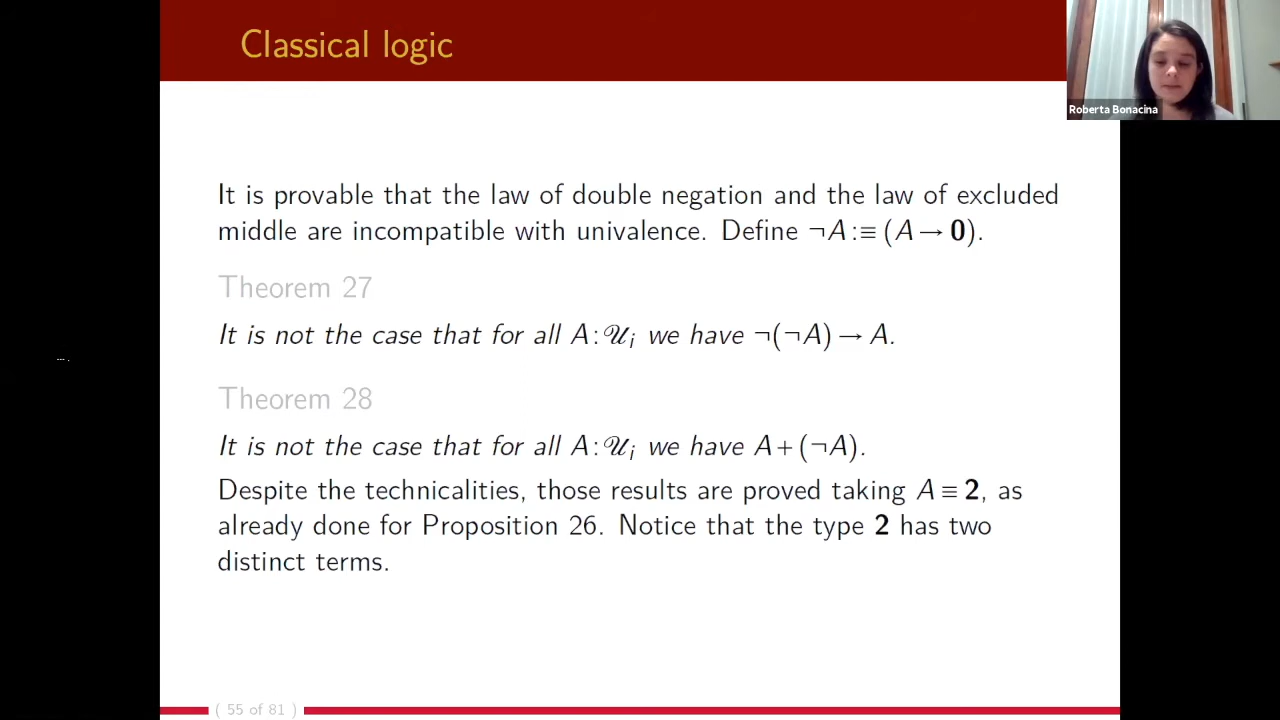 Classical logic
Roberta Bonacina
It is provable that the law of double negation and the law of excluded
middle are incompatible with univalence. Define ¬A :≡ (A → 𝟎).
Theorem 27
It is not the case that for all A : 𝒰ᵢ we have ¬(¬A) → A.
Theorem 28
It is not the case that for all A : 𝒰ᵢ we have A + (¬A).
Despite the technicalities, those results are proved taking A ≡ 𝟐, as
already done for Proposition 26. Notice that the type 𝟐 has two
distinct terms.
( 55 of 81 )